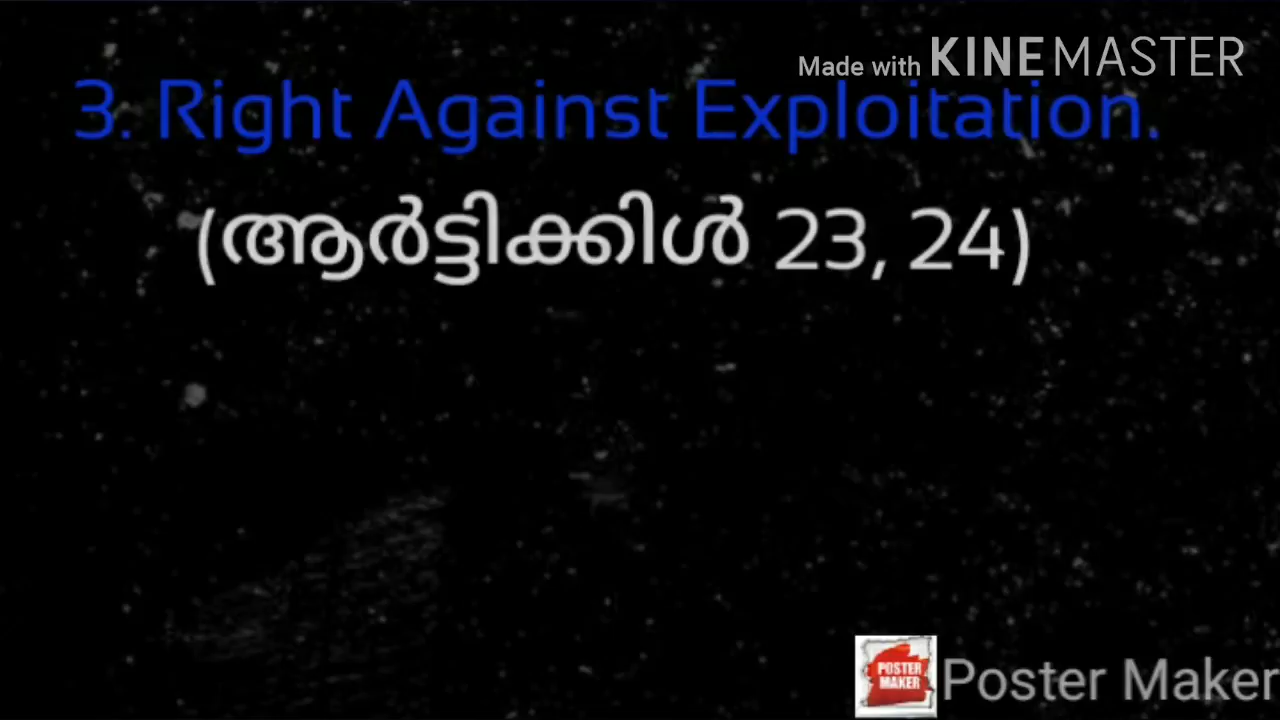 Made with KINEMASTER
3. Right Against Exploitation.
(ആർട്ടിക്കിൾ 23, 24)
POSTER
MAKER
Poster Maker